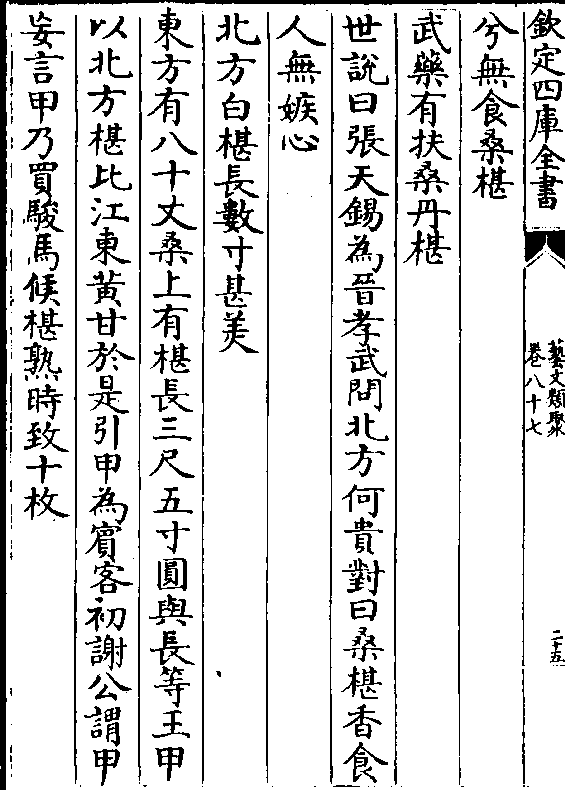 欽定四庫全書
藝文類聚
卷八十七
二十五
兮無食桑椹
武藥有扶桑丹椹
世說曰張天錫為晉孝武問北方何貴對曰桑椹香食
人無嫉心
北方白椹長數寸甚美
東方有八十丈桑上有椹長三尺五寸圓與長等王甲
以北方椹比江東黃甘於是引甲為賓客初謝公謂甲
妄言甲乃買駿馬候椹熟時致十枚